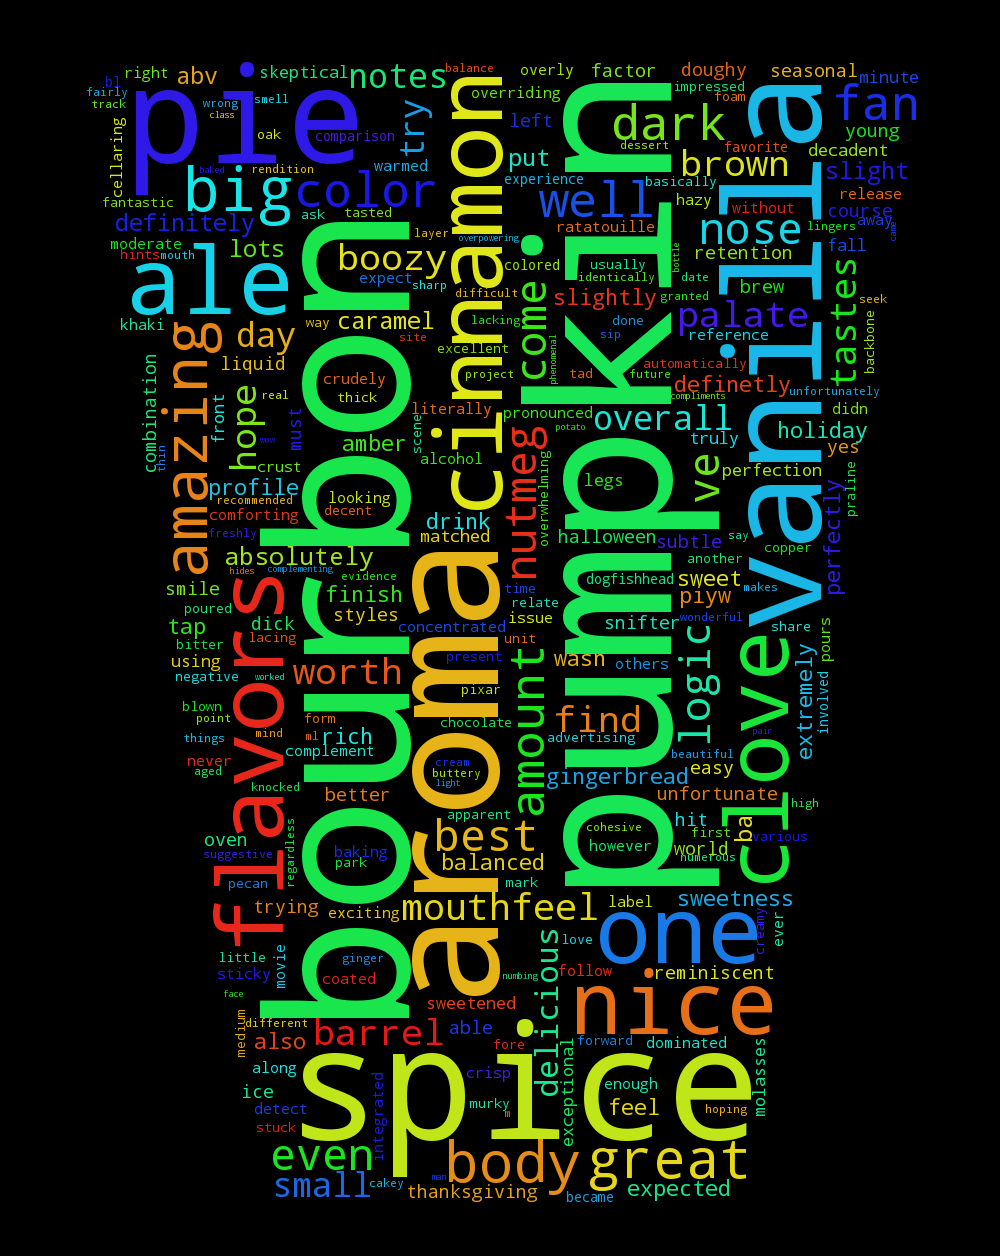 pie
right
abv
skeptical
notes
balance
overly
factor
doughy
seasonal
minute
bl
fairly
track
wrong
class
smell
oak
comparison
try
cinnamon
overriding
left
impressed
foam
fan
young
dark
dessert
favorite
decadent
cellaring
baked
rendition
warmed
put
experience
basically
brown
slight
fantastic
big
color
well
hazy
without
release
course
away
definitely
ask
tasted
layer
overpowering
ratatouille
nose
lingers
came
moderate
hints
mouth
lots
boozy
colored
usually
bottle
retention
fall
ale
expect
sharp
difficult
identically
date
brew
tastes
seek
khaki
way
caramel
lacking
come
slightly
granted
palate
backbone
amazing
day
site
excellent
done
sip
reference
liquid
crudely
project
phenomenal
tad
future
automatically
definetly
unfortunately
combination
front
hope
real
thick
must
literally
pronounced
potato
compliments
overall
vanilla
didn
holiday
thin
wow
amber
scene
alcohol
nutmeg
overwhelming
pumpkin
legs
truly
yes
crust
ve
perfection
praline
profile
recommended
looking
decent
drink
matched
comforting
freshly
halloween
subtle
say
copper
perfectly
absolutely
another
hides
complementing
evidence
time
dogfishhead
sweet
makes
smile
finish
relate
piyw
poured
dick
styles
concentrated
issue
snifter
wonderful
share
tap
lacing
unit
logic
pours
bitter
using
present
wash
others
extremely
involved
negative
worked
worth
pixar
amount
clove
blown
point
form
ml
rich
chocolate
find
pair
things
mind
complement
advertising
beautiful
never
aged
cream
buttery
light
gingerbread
easy
knocked
better
unfortunate
high
flavors
pourpon
aroma
apparent
hit
first
ba
various
oven
regardless
best
cohesive
however
world
numerous
suggestive
baking
park
balanced
pecan
mark
sweetness
trying
exciting
mouthfeel
label
one
creamy
ever
little
movie
ginger
delicious
love
sticky
coated
numbing
follow
reminiscent
face
sweetened
nice
medium
different
barrel
able
also
fore
forward
dominated
molasses
along
spice
crisp
exceptional
enough
ice
integrated
murky
m
feel
hoping
detect
stuck
even
body
great
man
small
cakey
thanksgiving
became
expected